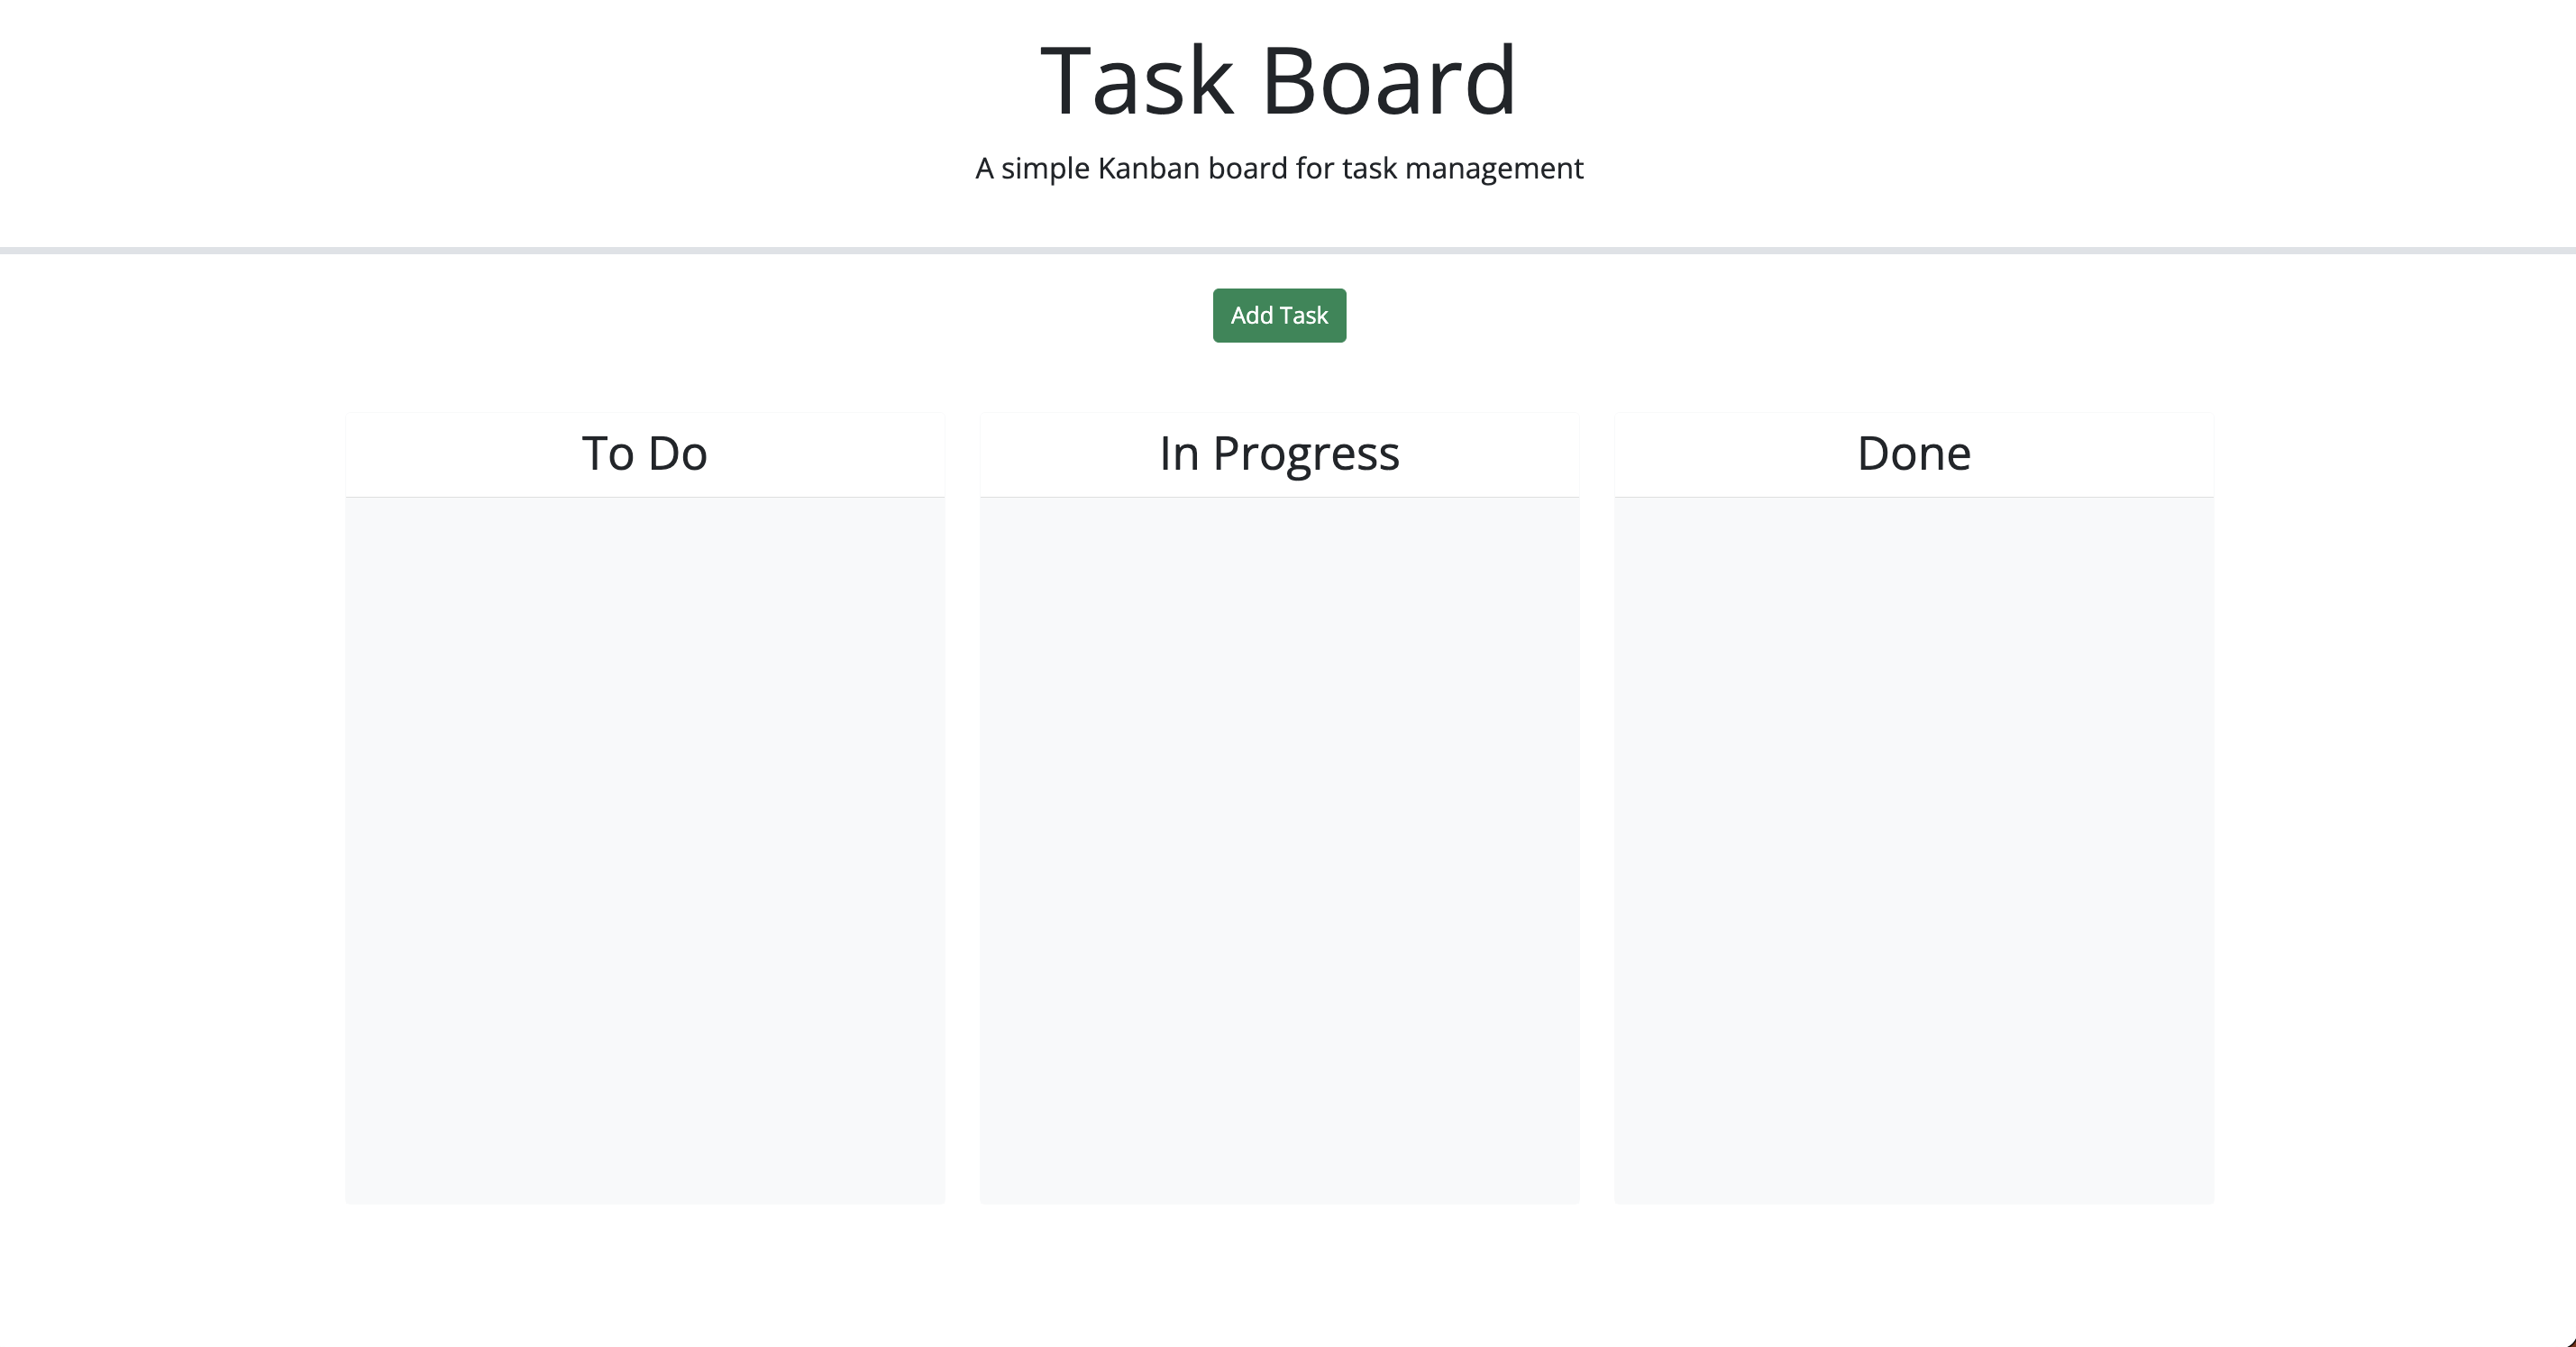 Task Board
A simple Kanban board for task management
Add Task
To Do
In Progress
Done